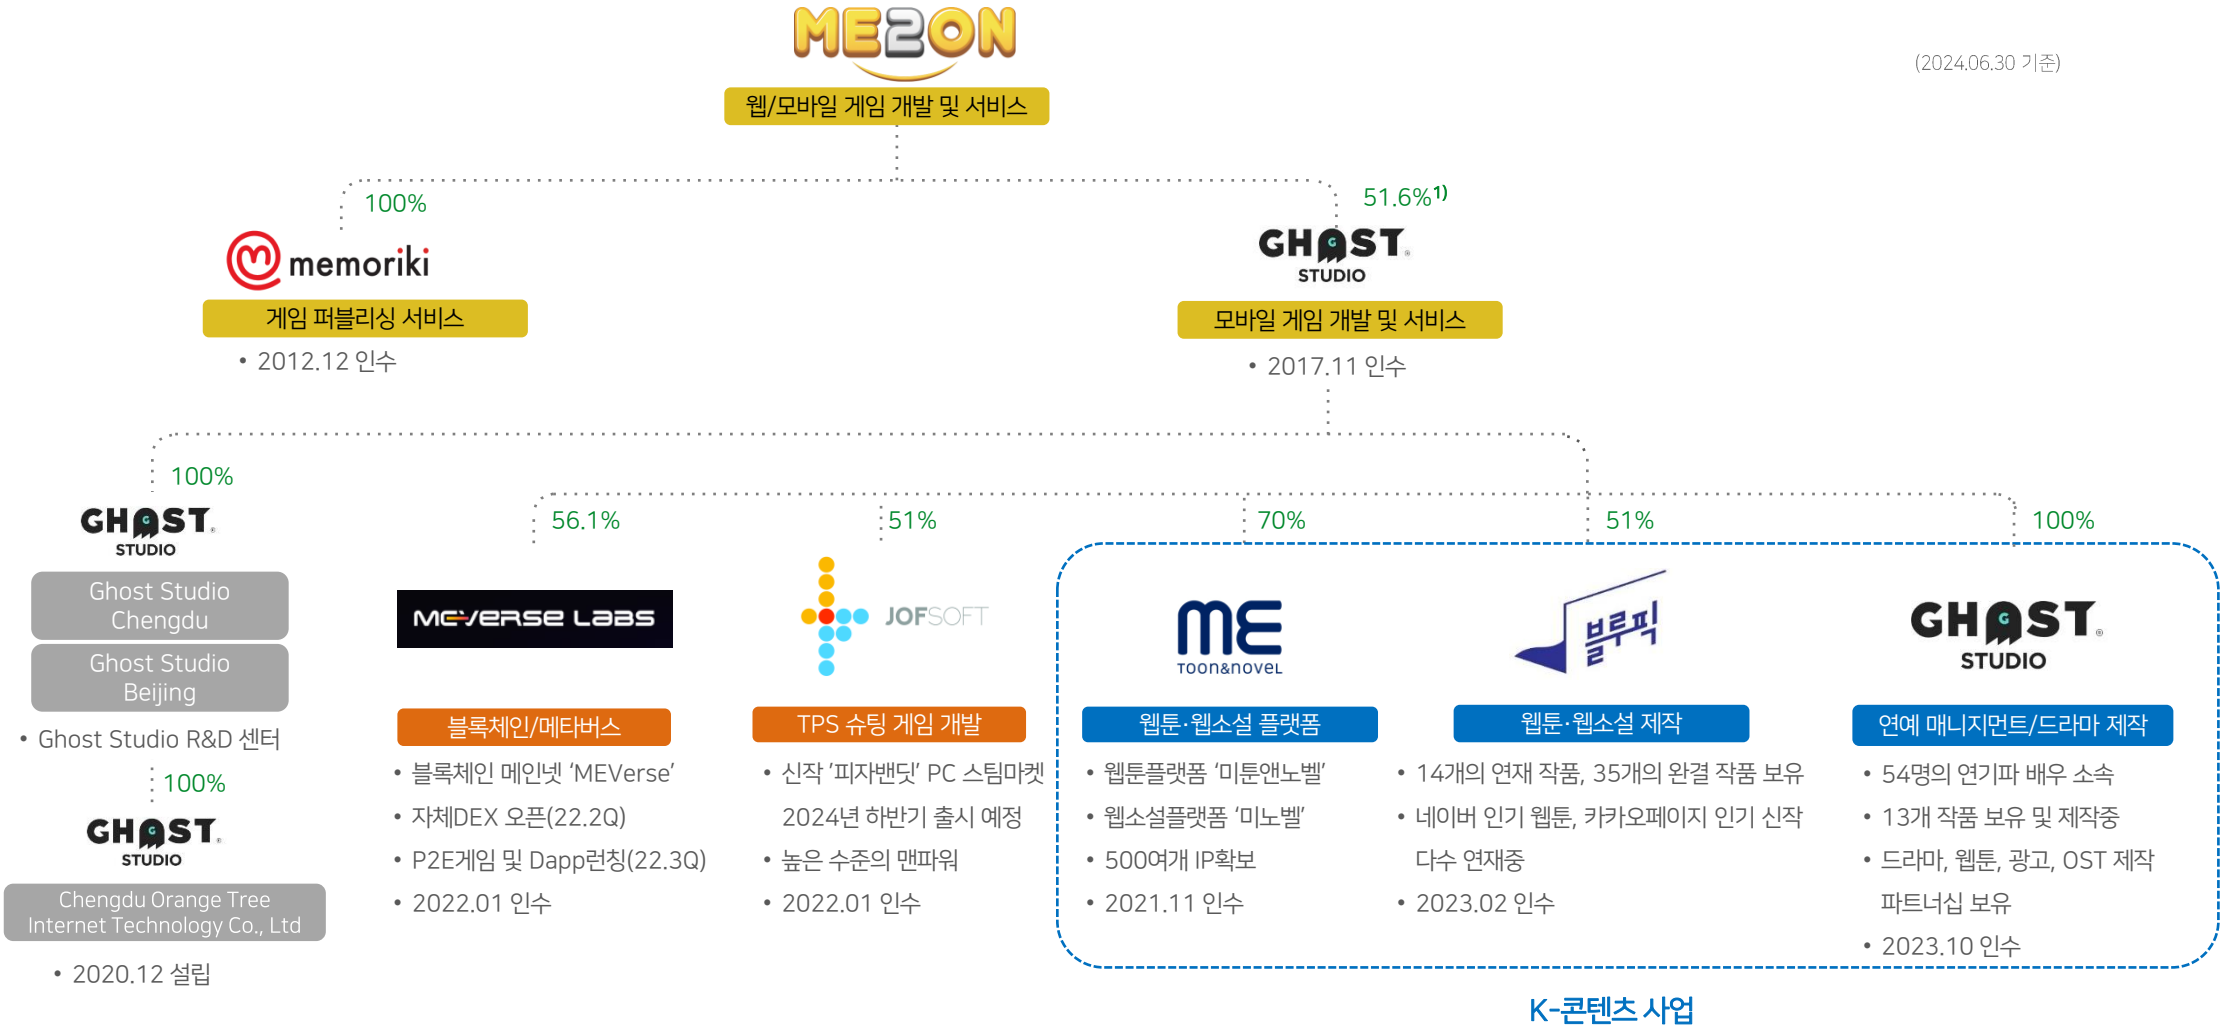 ME2ON
(2024.06.30 기준)
웹/모바일 게임 개발 및 서비스
100%
51.6%1)
memoriki
GHOST
STUDIO
게임 퍼블리싱 서비스
모바일 게임 개발 및 서비스
• 2012.12 인수
• 2017.11 인수
100%
GHOST
STUDIO
Ghost Studio
Chengdu
Ghost Studio
Beijing
• Ghost Studio R&D 센터
100%
GHOST
STUDIO
Chengdu Orange Tree
Internet Technology Co., Ltd
• 2020.12 설립
56.1%
MEVERSE LABS
블록체인/메타버스
• 블록체인 메인넷 ‘MEVerse’
• 자체DEX 오픈(22.2Q)
• P2E게임 및 Dapp런칭(22.3Q)
• 2022.01 인수
51%
JOFSOFT
TPS 슈팅 게임 개발
• 신작 ’피자밴딧’ PC 스팀마켓
2024년 하반기 출시 예정
• 높은 수준의 맨파워
• 2022.01 인수
70%
ME
TOON&NOVEL
웹툰·웹소설 플랫폼
• 웹툰플랫폼 ‘미툰앤노벨’
• 웹소설플랫폼 ‘미노벨’
• 500여개 IP확보
• 2021.11 인수
51%
블루픽
웹툰·웹소설 제작
• 14개의 연재 작품, 35개의 완결 작품 보유
• 네이버 인기 웹툰, 카카오페이지 인기 신작
다수 연재중
• 2023.02 인수
100%
GHOST
STUDIO
연예 매니지먼트/드라마 제작
• 54명의 연기파 배우 소속
• 13개 작품 보유 및 제작중
• 드라마, 웹툰, 광고, OST 제작
파트너십 보유
• 2023.10 인수
K-콘텐츠 사업